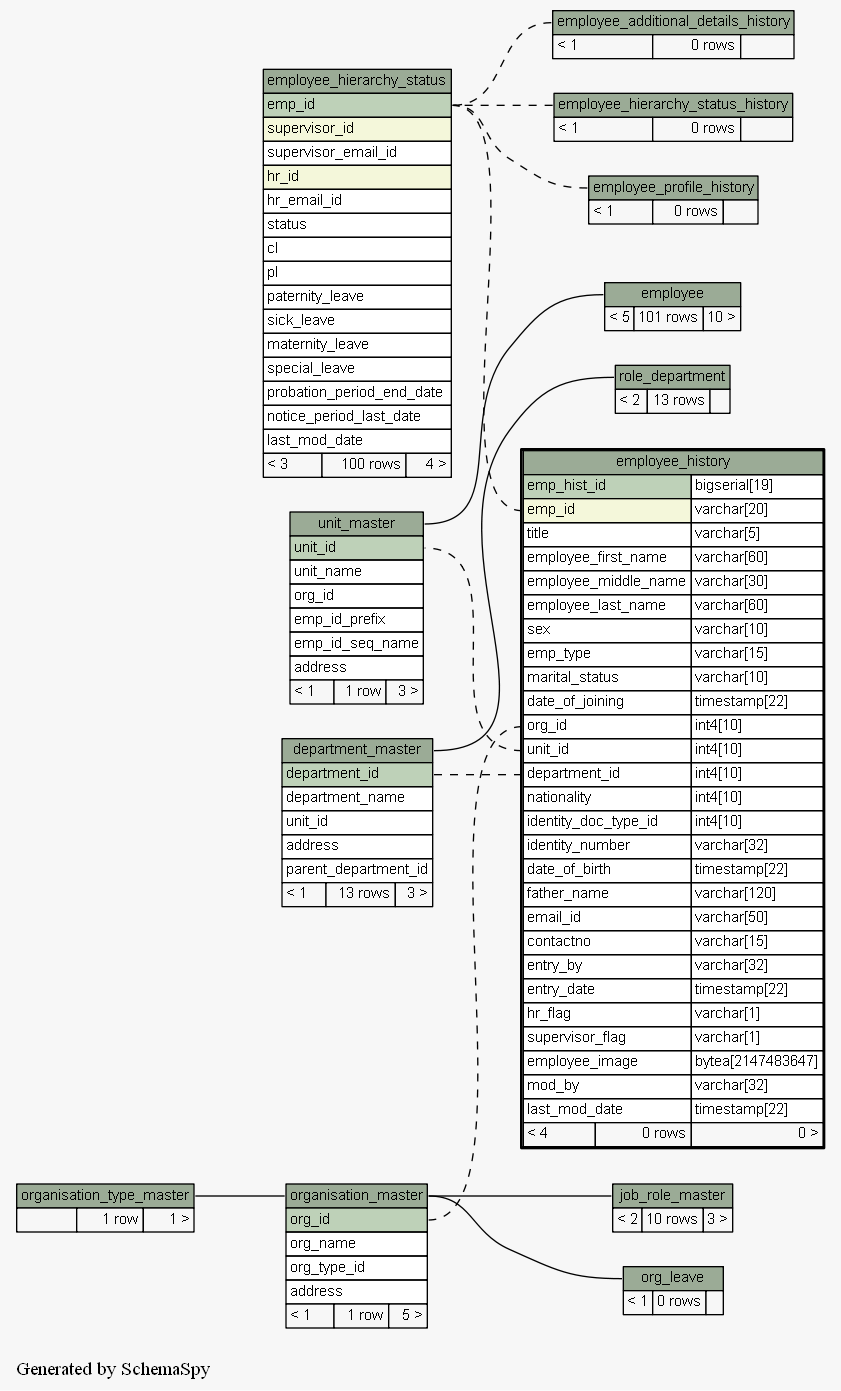 employee_additional_details_history
< 1 0 rows
employee_hierarchy_status
emp_id
supervisor_id
supervisor_email_id
hr_id
hr_email_id
status
cl
pl
paternity_leave
sick_leave
maternity_leave
special_leave
probation_period_end_date
notice_period_last_date
last_mod_date
< 3 100 rows 4 >
employee_hierarchy_status_history
< 1 0 rows
employee_profile_history
< 1 0 rows
employee
< 5 101 rows 10 >
role_department
< 2 13 rows
employee_history
emp_hist_id bigserial[19]
emp_id varchar[20]
title varchar[5]
employee_first_name varchar[60]
employee_middle_name varchar[30]
employee_last_name varchar[60]
sex varchar[10]
emp_type varchar[15]
marital_status varchar[10]
date_of_joining timestamp[22]
org_id int4[10]
unit_id int4[10]
department_id int4[10]
nationality int4[10]
identity_doc_type_id int4[10]
identity_number varchar[32]
date_of_birth timestamp[22]
father_name varchar[120]
email_id varchar[50]
contactno varchar[15]
entry_by varchar[32]
entry_date timestamp[22]
hr_flag varchar[1]
supervisor_flag varchar[1]
employee_image bytea[2147483647]
mod_by varchar[32]
last_mod_date timestamp[22]
< 4 0 rows 0 >
unit_master
unit_id
unit_name
org_id
emp_id_prefix
emp_id_seq_name
address
< 1 1 row 3 >
department_master
department_id
department_name
unit_id
address
parent_department_id
< 1 13 rows 3 >
organisation_type_master
1 row 1 >
organisation_master
org_id
org_name
org_type_id
address
< 1 1 row 5 >
job_role_master
< 2 10 rows 3 >
org_leave
< 1 0 rows
Generated by SchemaSpy